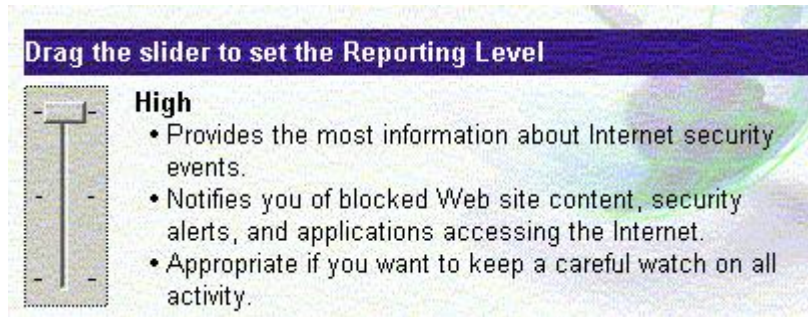 Drag the slider to set the Reporting Level
High
• Provides the most information about Internet security
events.
• Notifies you of blocked Web site content, security
alerts, and applications accessing the Internet.
• Appropriate if you want to keep a careful watch on all
activity.